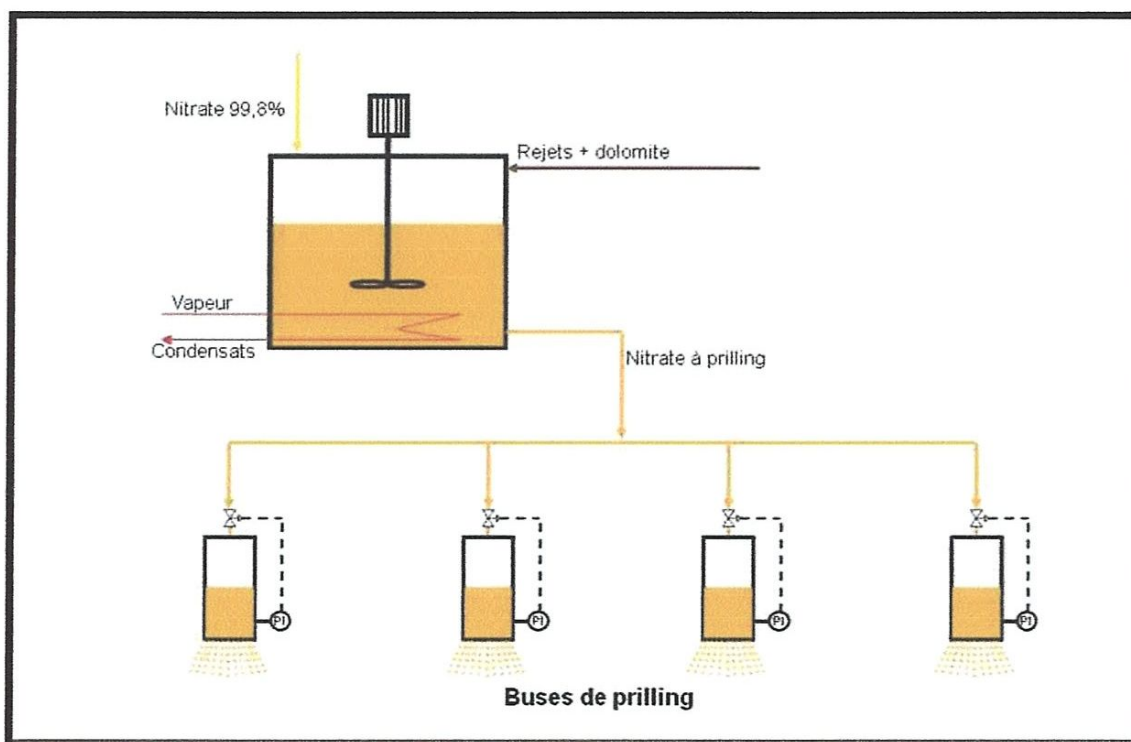 Nitrate 99,8%
Rejets + dolomite
Vapeur
Condensats
Nitrate à prilling
PI
PI
PI
PI
Buses de prilling